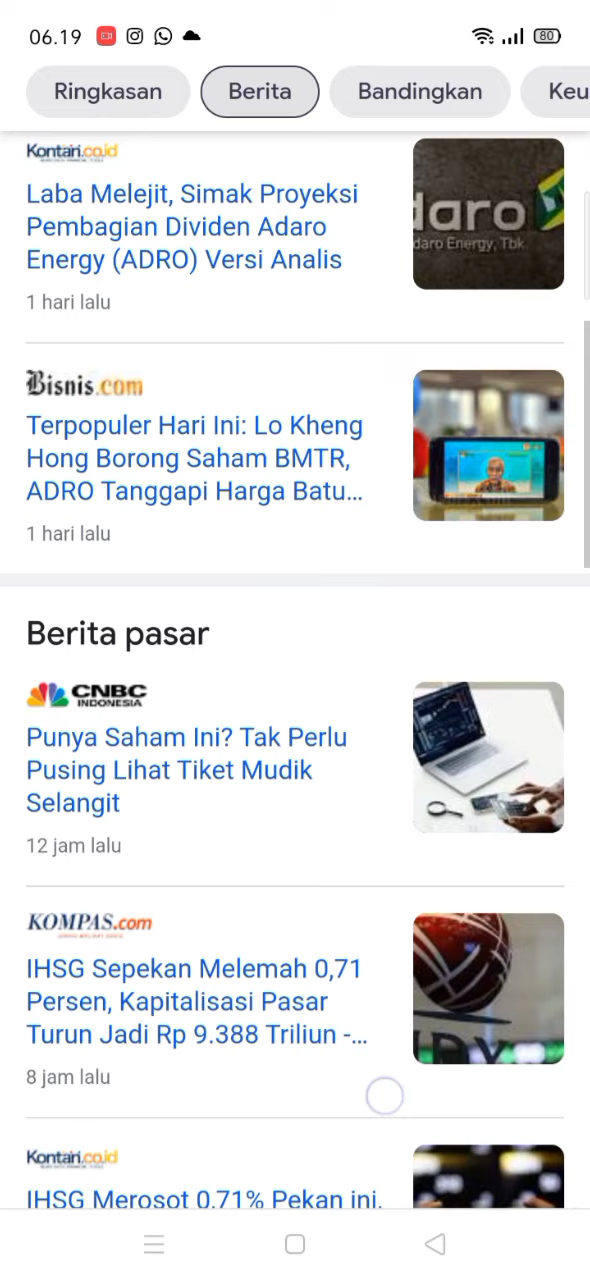 06.19
80
Ringkasan
Berita
Bandingkan
Keu
Kontan.co.id
Laba Melejit, Simak Proyeksi
Pembagian Dividen Adaro
Energy (ADRO) Versi Analis
1 hari lalu
daro
daro Energy, Tbk.
Bisnis.com
Terpopuler Hari Ini: Lo Kheng
Hong Borong Saham BMTR,
ADRO Tanggapi Harga Batu...
1 hari lalu
Berita pasar
CNBC
INDONESIA
Punya Saham Ini? Tak Perlu
Pusing Lihat Tiket Mudik
Selangit
12 jam lalu
KOMPAS.com
IHSG Sepekan Melemah 0,71
Persen, Kapitalisasi Pasar
Turun Jadi Rp 9.388 Triliun -...
8 jam lalu
Kontan.co.id
IHSG Merosot 0,71% Pekan ini,